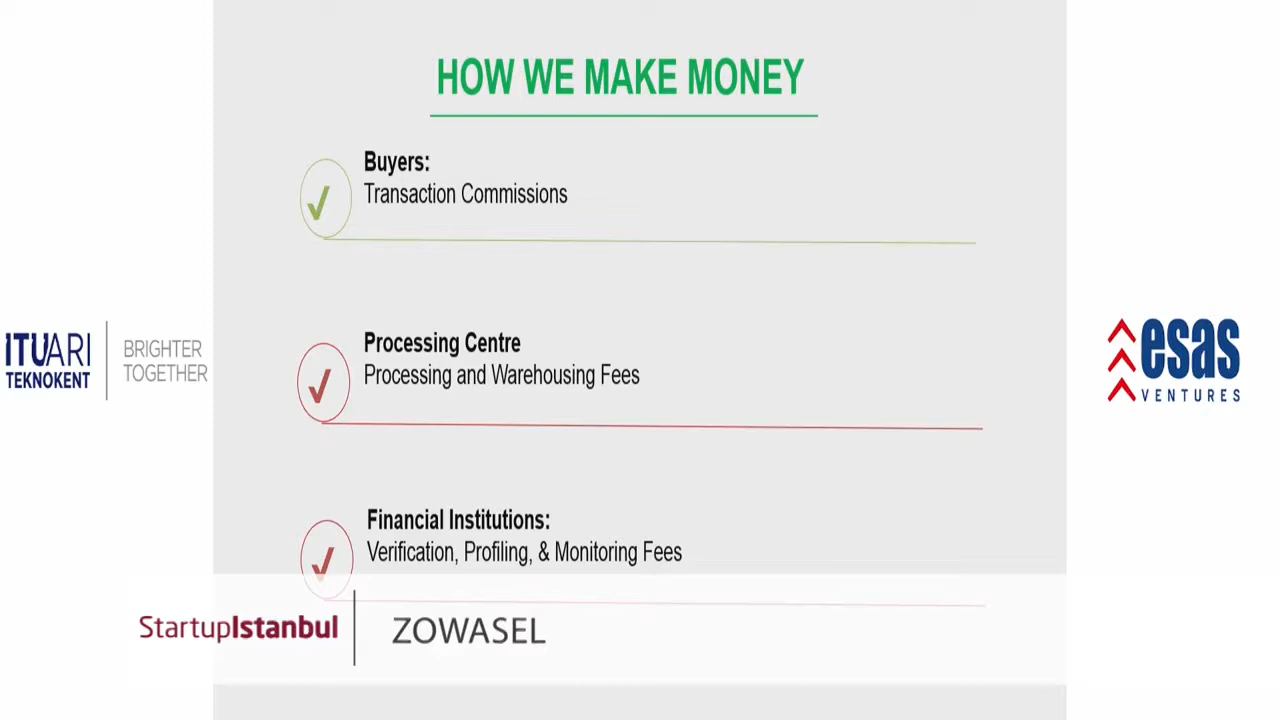 HOW WE MAKE MONEY
Buyers:
Transaction Commissions
Processing Centre
Processing and Warehousing Fees
Financial Institutions:
Verification, Profiling, & Monitoring Fees
ITUARI
TEKNOKENT
BRIGHTER
TOGETHER
esas
VENTURES
StartupIstanbul
ZOWASEL